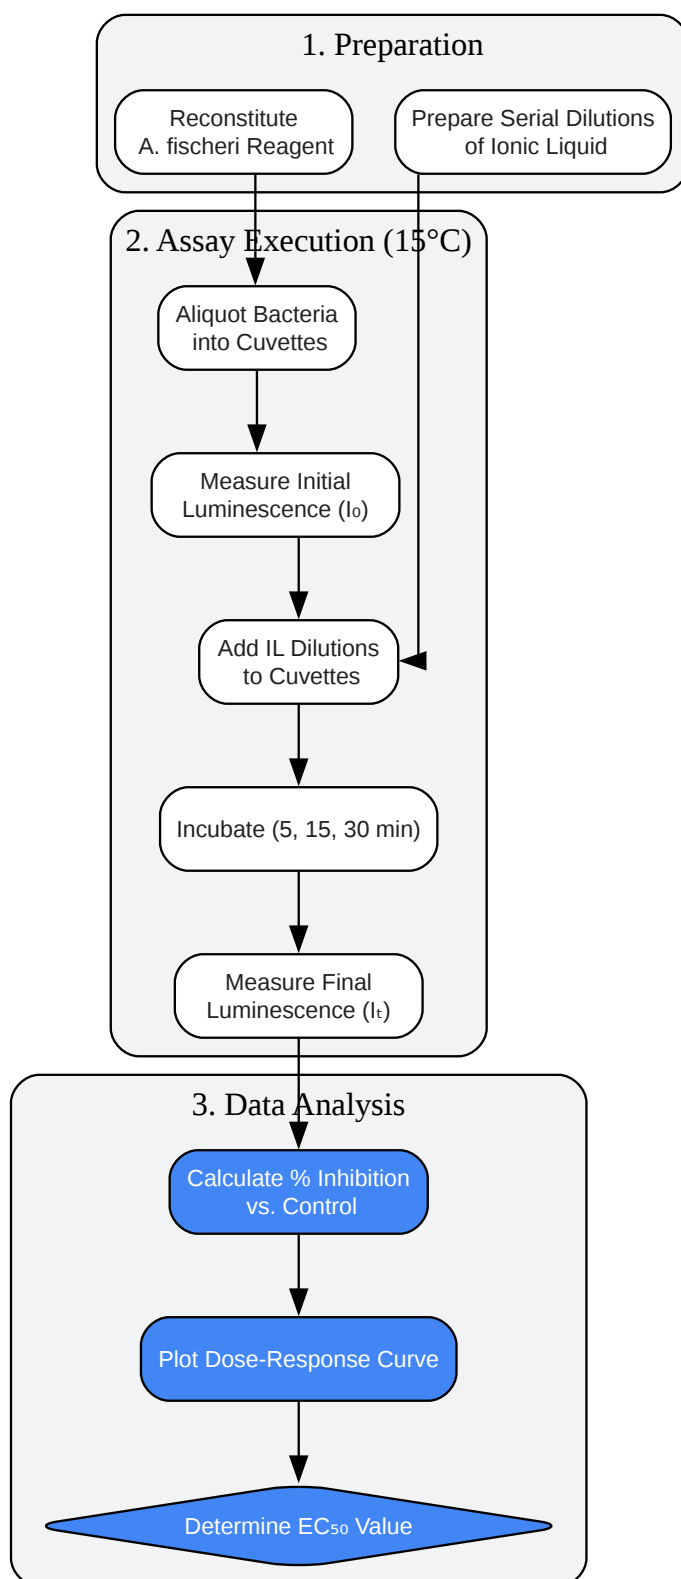 1. Preparation
Reconstitute
A. fischeri Reagent
Prepare Serial Dilutions
of Ionic Liquid
2. Assay Execution (15°C)
Aliquot Bacteria
into Cuvettes
Measure Initial
Luminescence (I₀)
Add IL Dilutions
to Cuvettes
Incubate (5, 15, 30 min)
Measure Final
Luminescence (Iₜ)
3. Data Analysis
Calculate % Inhibition
vs. Control
Plot Dose-Response Curve
Determine EC₅₀ Value